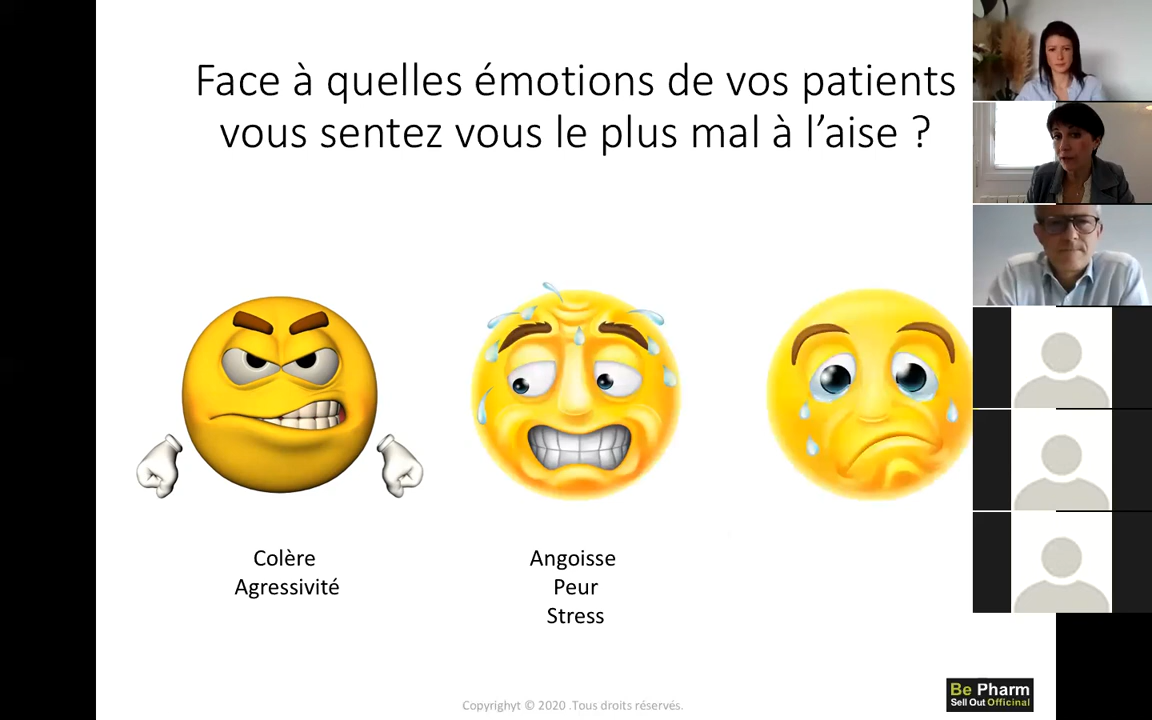 Face à quelles émotions de vos patients
vous sentez vous le plus mal à l’aise ?
Colère
Agressivité
Angoisse
Peur
Stress
Be Pharm
Sell Out Officinal
Copyrighyt © 2020 .Tous droits réservés.